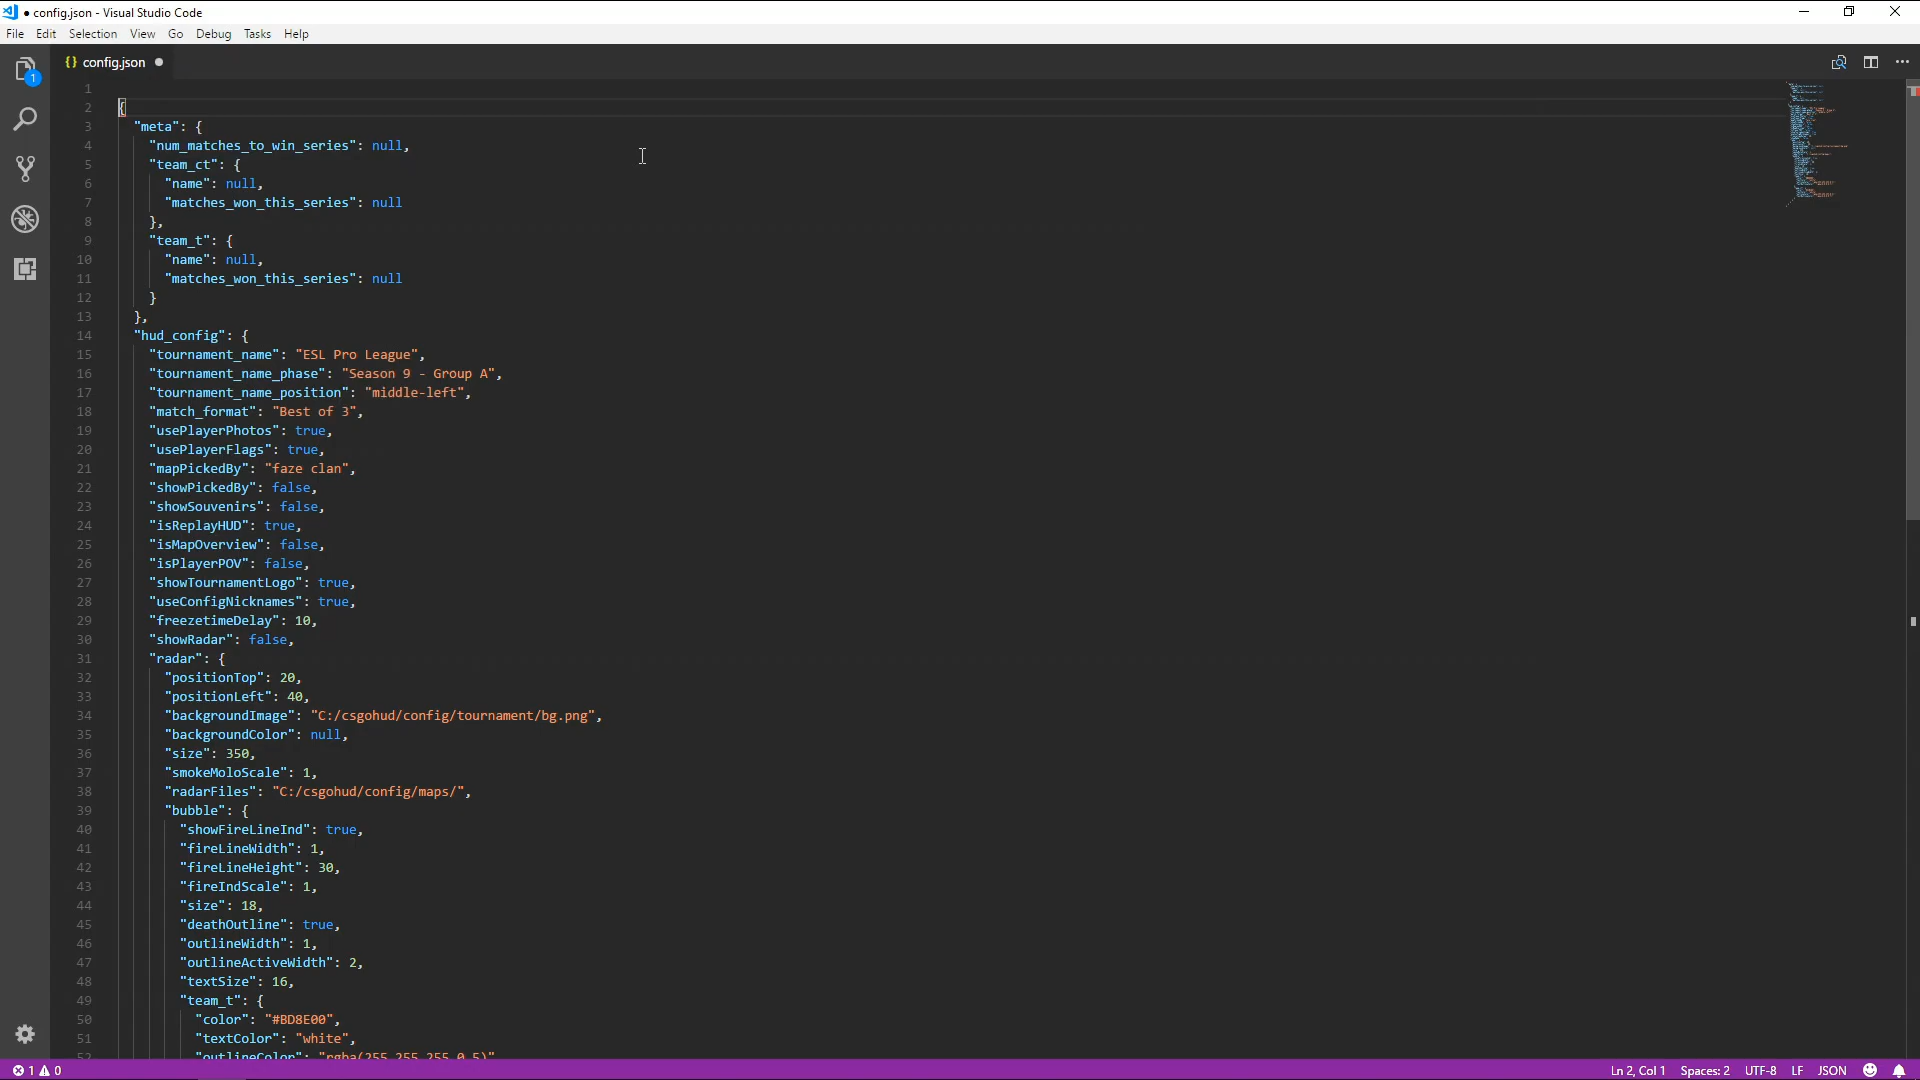 ● config.json - Visual Studio Code
File Edit Selection View Go Debug Tasks Help
{} config.json ●
1
1
2 {
3 "meta": {
4 "num_matches_to_win_series": null,
5 "team_ct": {
6 "name": null,
7 "matches_won_this_series": null
8 },
9 "team_t": {
10 "name": null,
11 "matches_won_this_series": null
12 }
13 },
14 "hud_config": {
15 "tournament_name": "ESL Pro League",
16 "tournament_name_phase": "Season 9 - Group A",
17 "tournament_name_position": "middle-left",
18 "match_format": "Best of 3",
19 "usePlayerPhotos": true,
20 "usePlayerFlags": true,
21 "mapPickedBy": "faze clan",
22 "showPickedBy": false,
23 "showSouvenirs": false,
24 "isReplayHUD": true,
25 "isMapOverview": false,
26 "isPlayerPOV": false,
27 "showTournamentLogo": true,
28 "useConfigNicknames": true,
29 "freezetimeDelay": 10,
30 "showRadar": false,
31 "radar": {
32 "positionTop": 20,
33 "positionLeft": 40,
34 "backgroundImage": "C:/csgohud/config/tournament/bg.png",
35 "backgroundColor": null,
36 "size": 350,
37 "smokeMoloScale": 1,
38 "radarFiles": "C:/csgohud/config/maps/",
39 "bubble": {
40 "showFireLineInd": true,
41 "fireLineWidth": 1,
42 "fireLineHeight": 30,
43 "fireIndScale": 1,
44 "size": 18,
45 "deathOutline": true,
46 "outlineWidth": 1,
47 "outlineActiveWidth": 2,
48 "textSize": 16,
49 "team_t": {
50 "color": "#BD8E00",
51 "textColor": "white",
52 "outlineColor": "rgba(255,255,255,0.5)"
1 0 Ln 2, Col 1 Spaces: 2 UTF-8 LF JSON